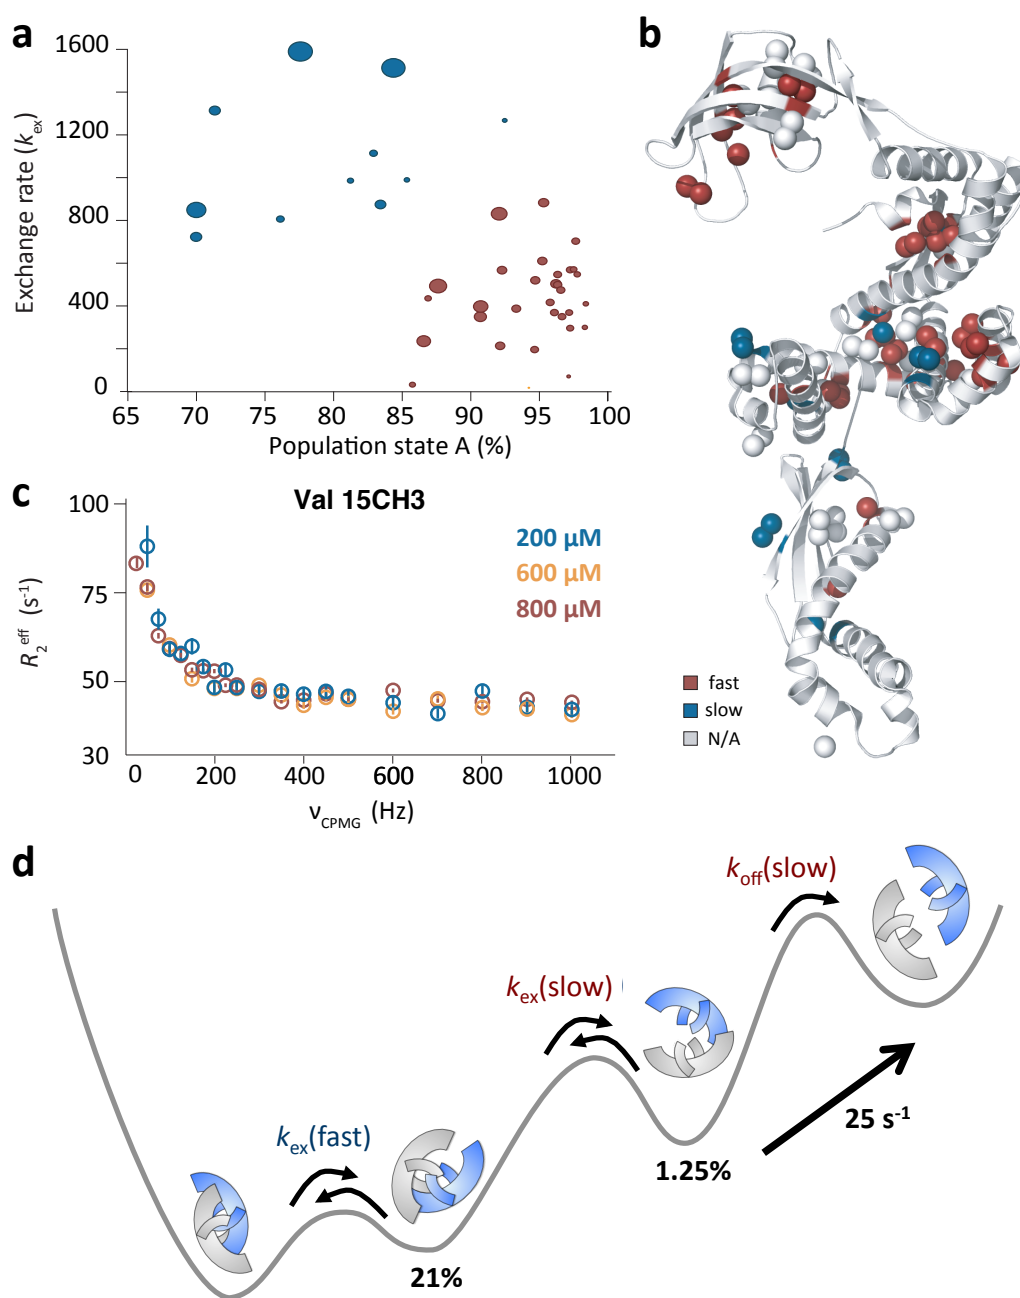 a
1600
1200
800
400
0
Exchange rate (kex)
65 70 75 80 85 90 95 100
Population state A (%)
b
fast
slow
N/A
c
Val 15CH3
100
75
50
30
R2eff (s-1)
200 µM
600 µM
800 µM
0 200 400 600 800 1000
νCPMG (Hz)
d
koff(slow)
kex(slow)
kex(fast)
25 s-1
1.25%
21%